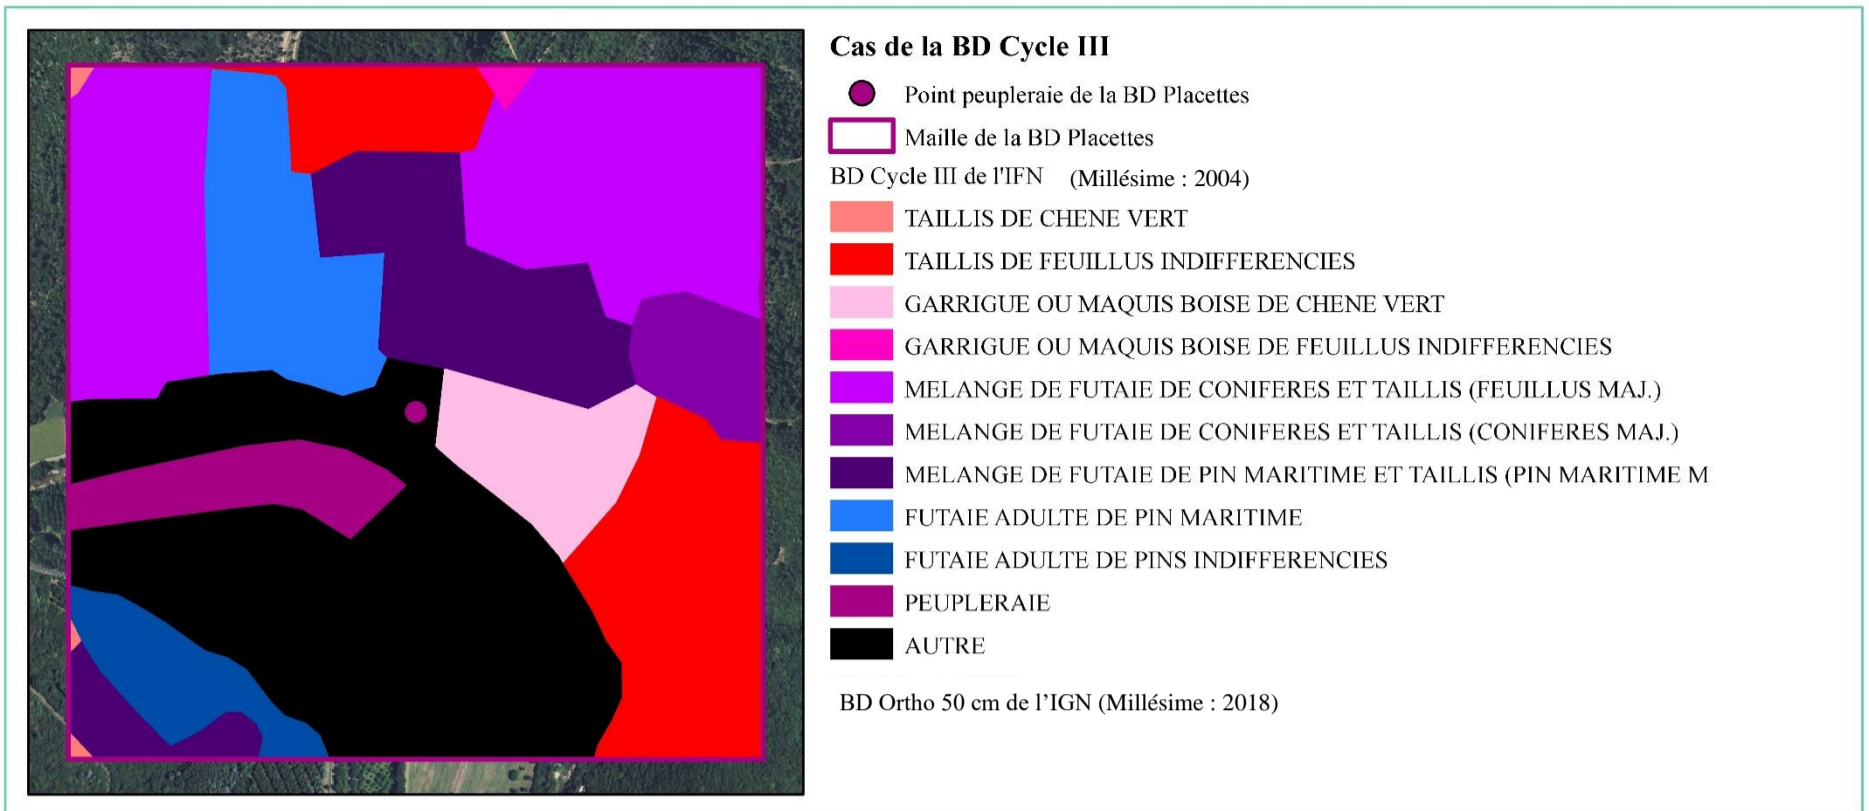 Cas de la BD Cycle III
Point peupleraie de la BD Placettes
Maille de la BD Placettes
BD Cycle III de l'IFN (Millésime : 2004)
TAILLIS DE CHENE VERT
TAILLIS DE FEUILLUS INDIFFERENCIES
GARRIGUE OU MAQUIS BOISE DE CHENE VERT
GARRIGUE OU MAQUIS BOISE DE FEUILLUS INDIFFERENCIES
MELANGE DE FUTAIE DE CONIFERES ET TAILLIS (FEUILLUS MAJ.)
MELANGE DE FUTAIE DE CONIFERES ET TAILLIS (CONIFERES MAJ.)
MELANGE DE FUTAIE DE PIN MARITIME ET TAILLIS (PIN MARITIME M
FUTAIE ADULTE DE PIN MARITIME
FUTAIE ADULTE DE PINS INDIFFERENCIES
PEUPLERAIE
AUTRE
BD Ortho 50 cm de l’IGN (Millésime : 2018)